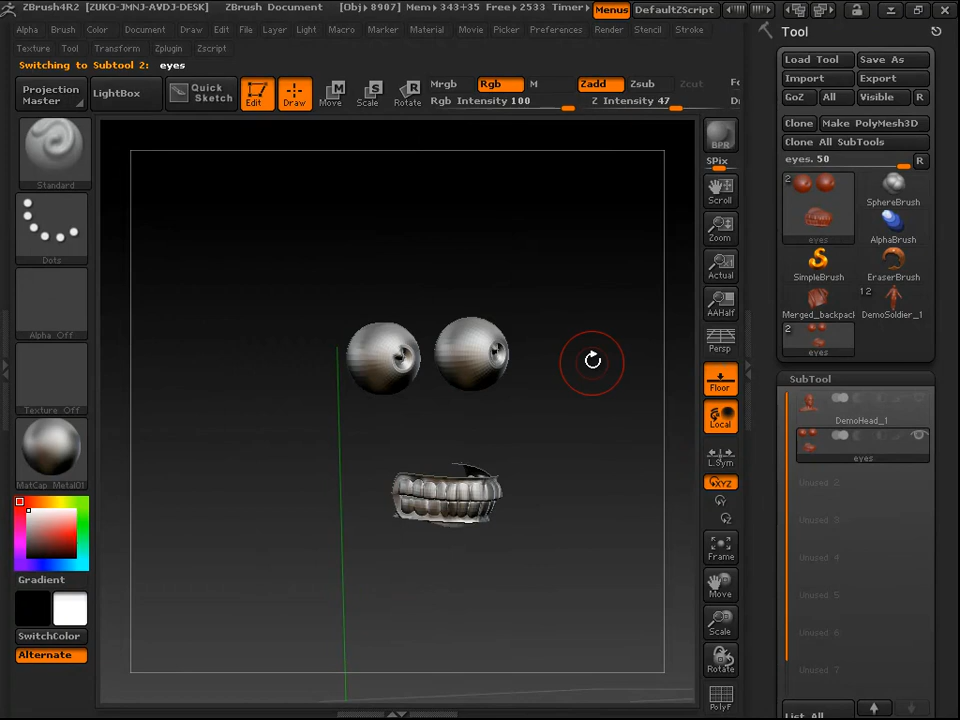 ZBrush4R2 [ZUKO-JMNJ-AVDJ-DESK] ZBrush Document [Obj▸8907] Mem▸343+35 Free▸2533 Timer▸ Menus DefaultZScript
Alpha Brush Color Document Draw Edit File Layer Light Macro Marker Material Movie Picker Preferences Render Stencil Stroke
Texture Tool Transform Zplugin Zscript
Switching to Subtool 2: eyes
Projection Master
LightBox
Quick Sketch
Edit Draw Move Scale Rotate
Mrgb Rgb M Zadd Zsub Zcut
Rgb Intensity 100 Z Intensity 47
Standard
Dots
Alpha Off
Texture Off
MatCap Metal01
Gradient
SwitchColor
Alternate
BPR
SPix
Scroll
Zoom
Actual
AAHalf
Persp
Floor
Local
L.Sym
XYZ
Frame
Move
Scale
Rotate
PolyF
Tool
Load Tool Save As
Import Export
GoZ All Visible R
Clone Make PolyMesh3D
Clone All SubTools
eyes. 50 R
2
eyes
SphereBrush
AlphaBrush
SimpleBrush EraserBrush
12
Merged_backpack DemoSoldier_1
2
eyes
SubTool
DemoHead_1
eyes
Unused 2
Unused 3
Unused 4
Unused 5
Unused 6
Unused 7
List All